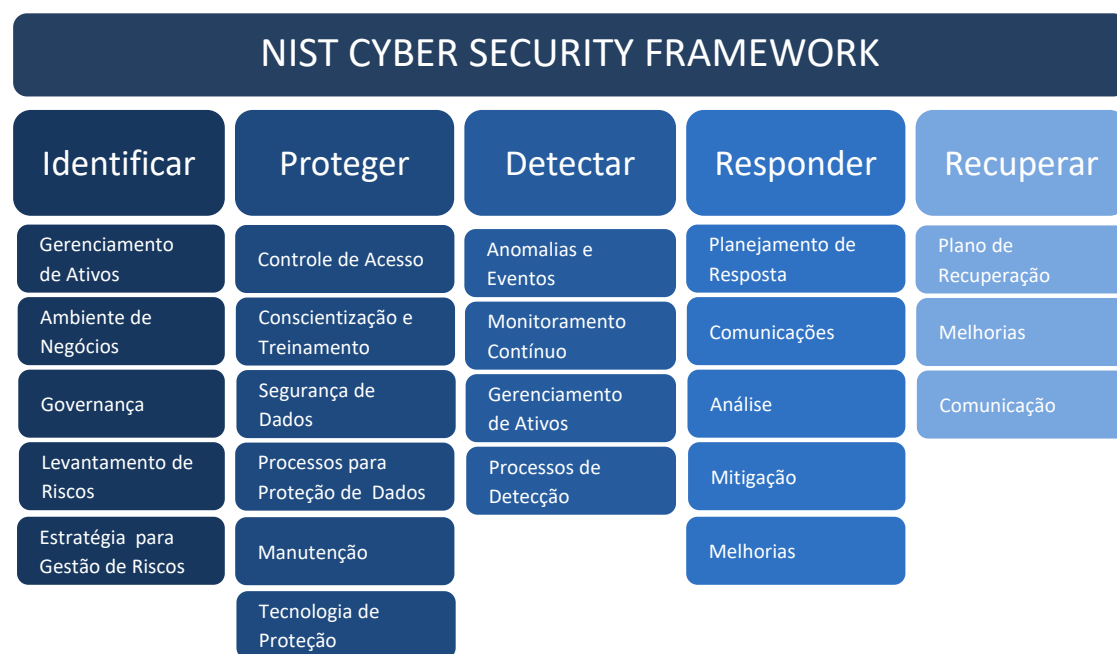 NIST CYBER SECURITY FRAMEWORK
Identificar
Gerenciamento
de Ativos
Ambiente de
Negócios
Governança
Levantamento de
Riscos
Estratégia para
Gestão de Riscos
Proteger
Controle de Acesso
Conscientização e
Treinamento
Segurança de
Dados
Processos para
Proteção de Dados
Manutenção
Tecnologia de
Proteção
Detectar
Anomalias e
Eventos
Monitoramento
Contínuo
Gerenciamento
de Ativos
Processos de
Detecção
Responder
Planejamento de
Resposta
Comunicações
Análise
Mitigação
Melhorias
Recuperar
Plano de
Recuperação
Melhorias
Comunicação